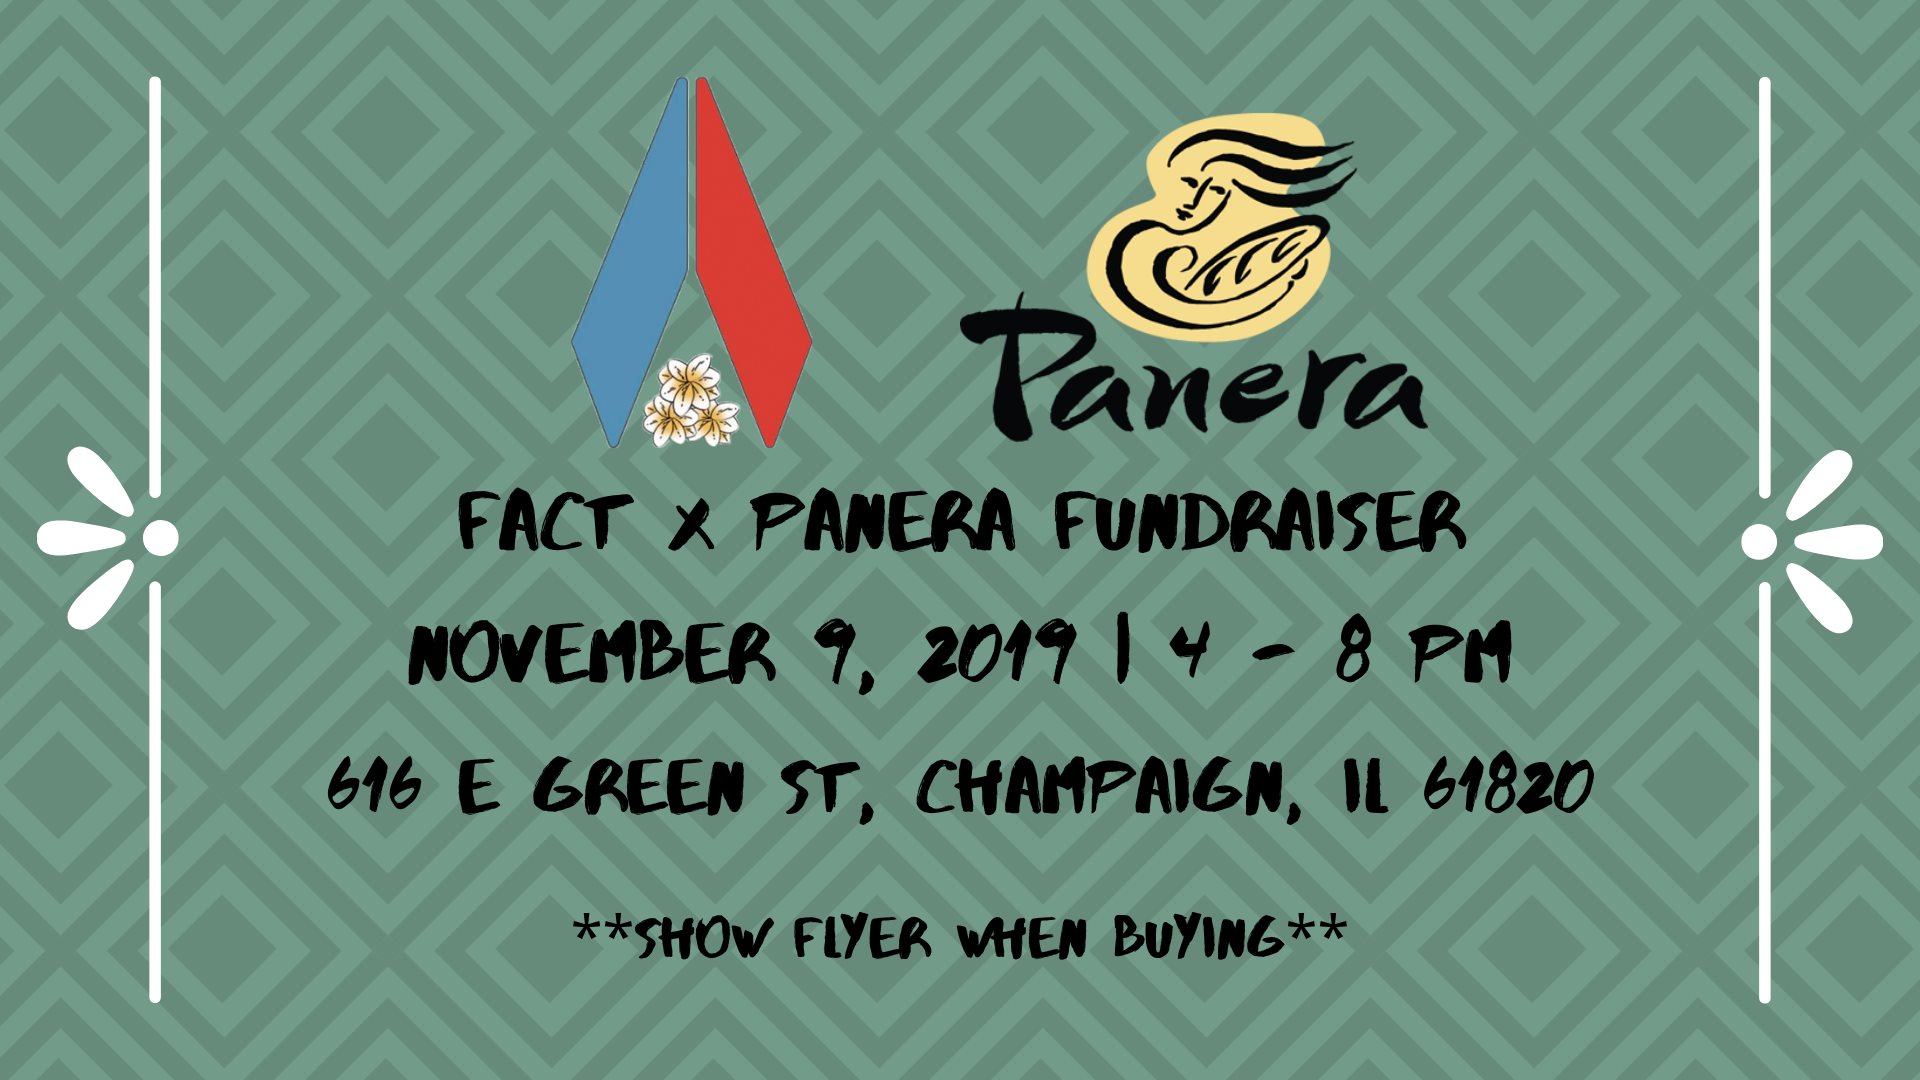 Panera
FACT X PANERA FUNDRAISER
NOVEMBER 9, 2019 | 4 - 8 PM
616 E GREEN ST, CHAMPAIGN, IL 61820
**SHOW FLYER WHEN BUYING**